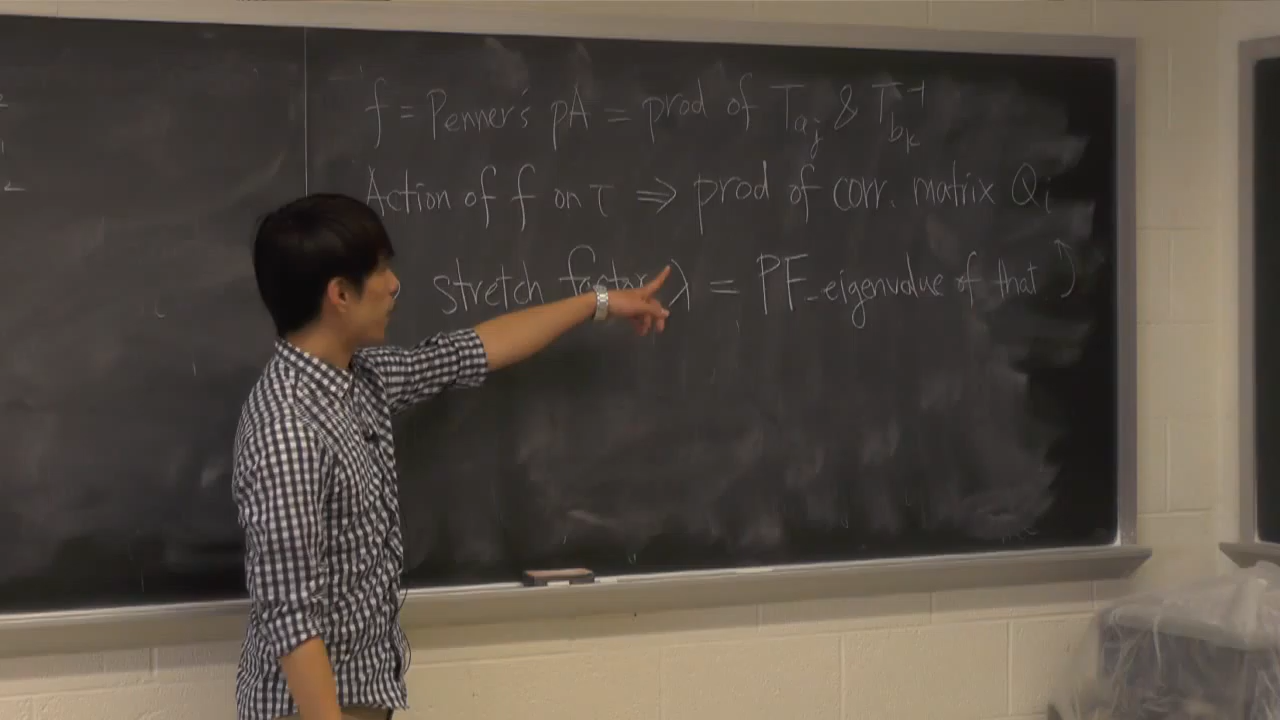 f = Penner's pA = prod of T_{a_j} & T_{b_k}^{-1}
Action of f on τ ⇒ prod of corr. matrix Q_i
stretch factor λ = PF-eigenvalue of that